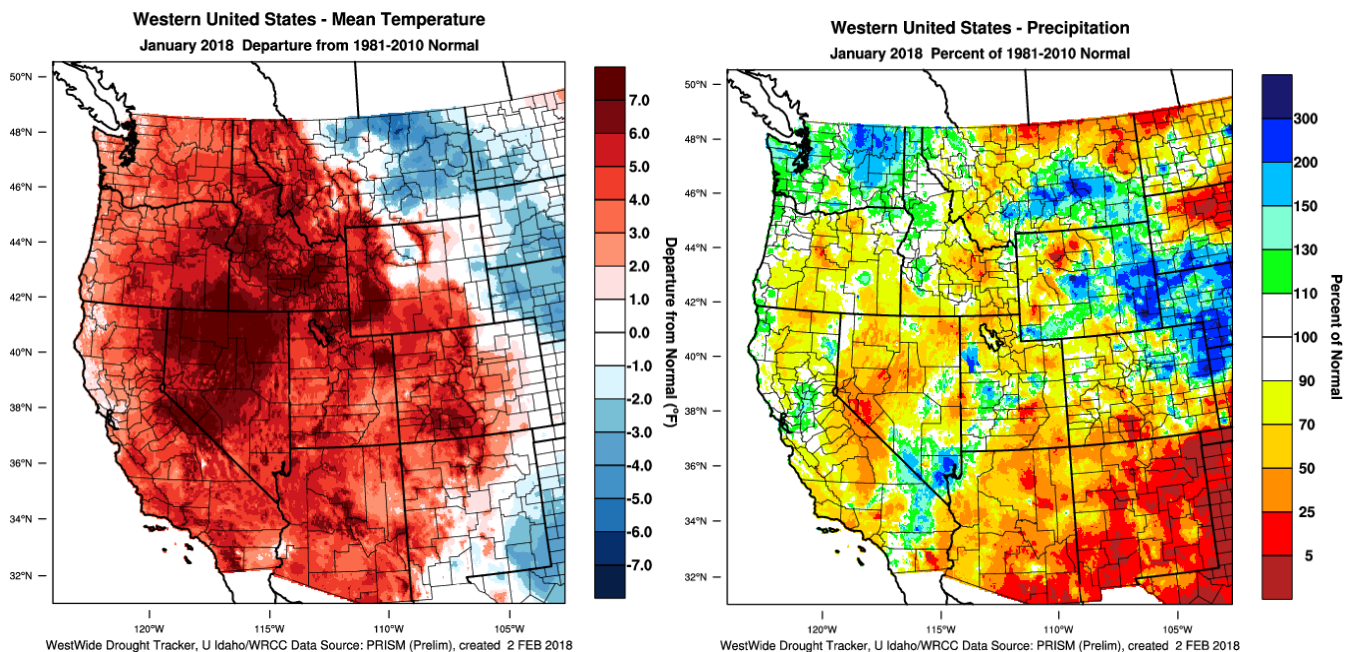 Western United States - Mean Temperature
January 2018 Departure from 1981-2010 Normal
50°N
48°N
46°N
44°N
42°N
40°N
38°N
36°N
34°N
32°N
120°W
115°W
110°W
105°W
7.0
6.0
5.0
4.0
3.0
2.0
1.0
0.0
-1.0
-2.0
-3.0
-4.0
-5.0
-6.0
-7.0
Departure from Normal (°F)
WestWide Drought Tracker, U Idaho/WRCC Data Source: PRISM (Prelim), created 2 FEB 2018
Western United States - Precipitation
January 2018 Percent of 1981-2010 Normal
50°N
48°N
46°N
44°N
42°N
40°N
38°N
36°N
34°N
32°N
120°W
115°W
110°W
105°W
300
200
150
130
110
100
90
70
50
25
5
Percent of Normal
WestWide Drought Tracker, U Idaho/WRCC Data Source: PRISM (Prelim), created 2 FEB 2018